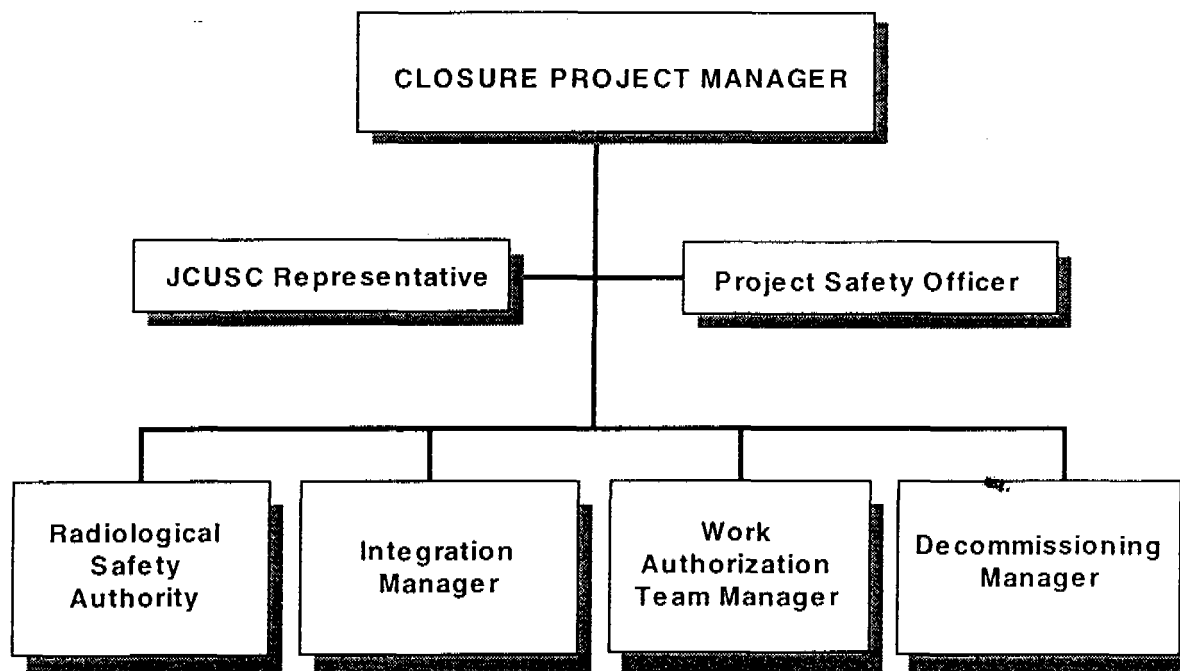 CLOSURE PROJECT MANAGER
JCUSC Representative
Project Safety Officer
Radiological
Safety
Authority
Integration
Manager
Work
Authorization
Team Manager
Decommissioning
Manager